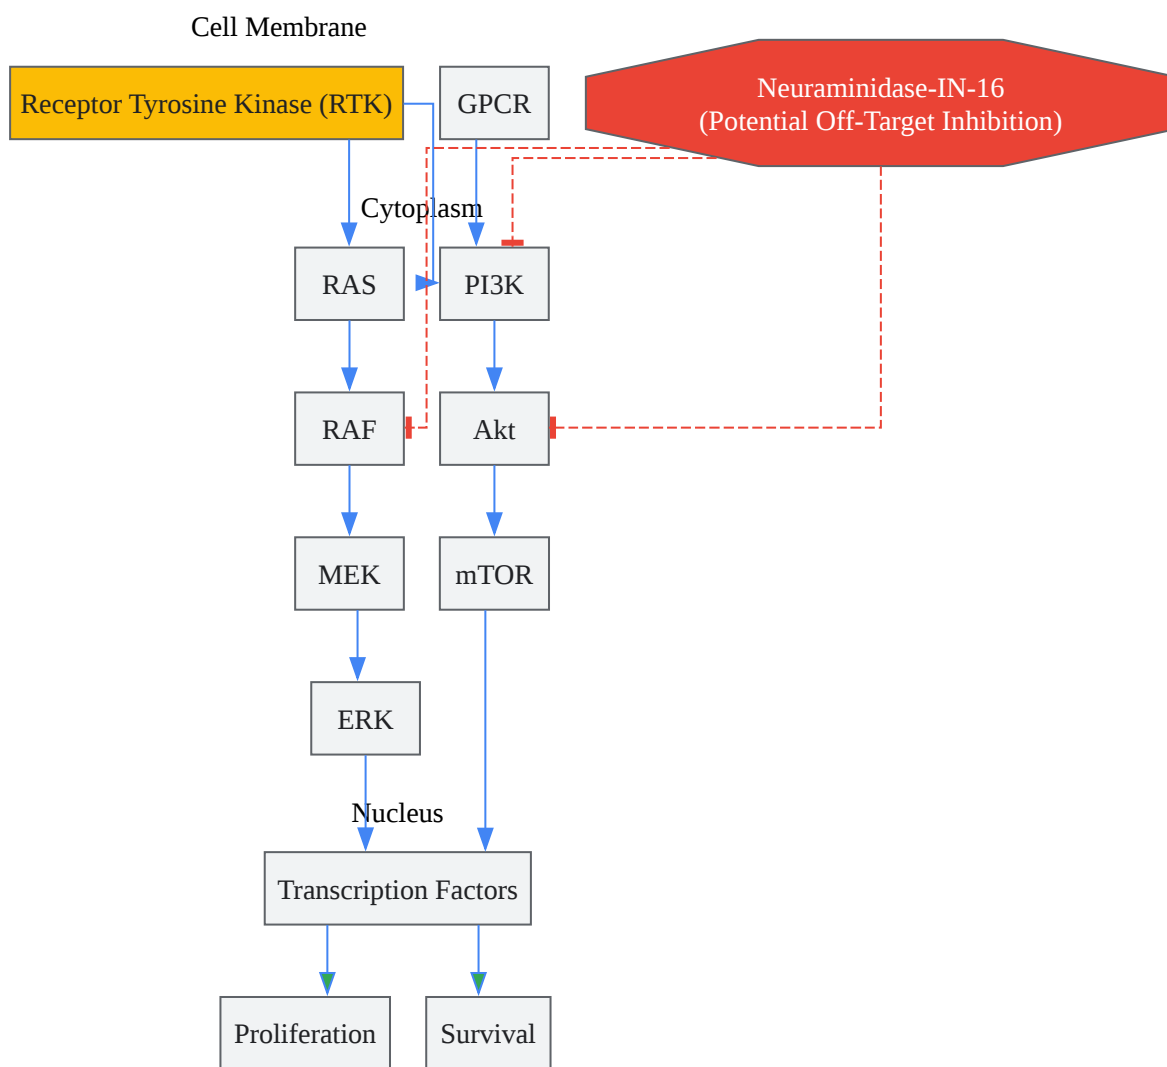 Cell Membrane
Receptor Tyrosine Kinase (RTK)
GPCR
Neuraminidase-IN-16
(Potential Off-Target Inhibition)
Cytoplasm
RAS
PI3K
RAF
Akt
MEK
mTOR
ERK
Nucleus
Transcription Factors
Proliferation
Survival